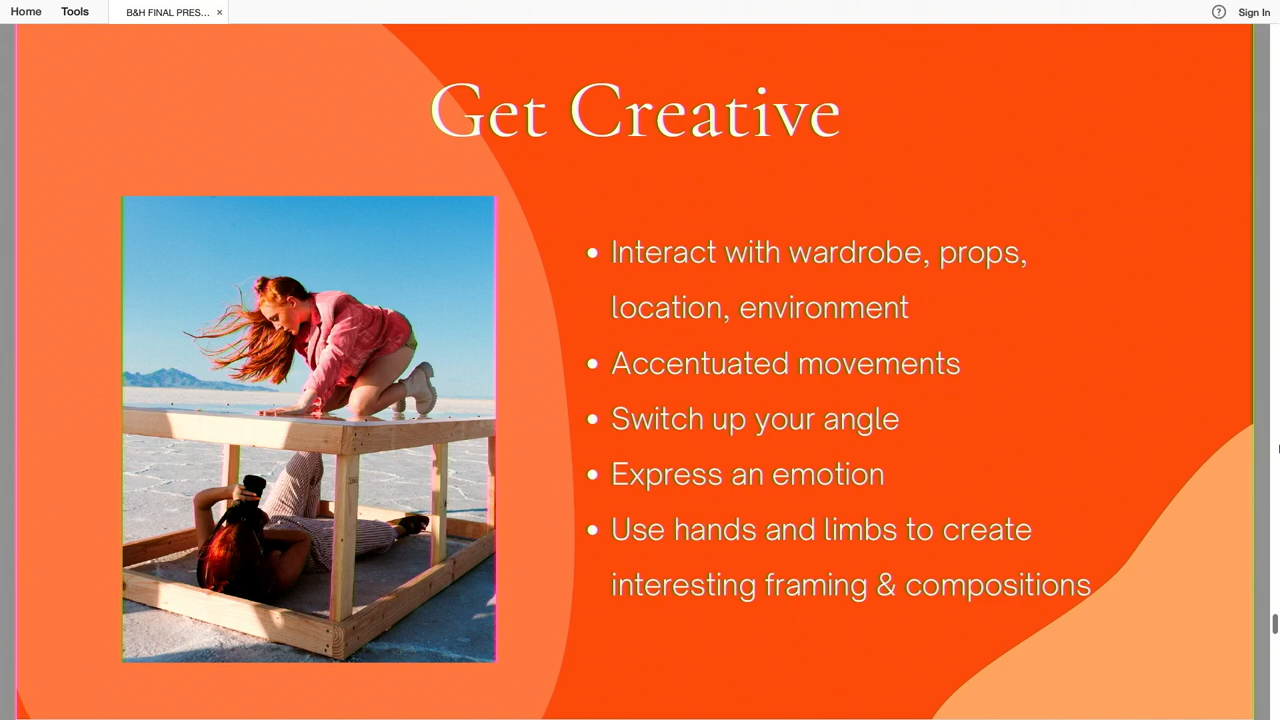 Home Tools B&H FINAL PRES... × ? Sign In
Get Creative
• Interact with wardrobe, props,
location, environment
• Accentuated movements
• Switch up your angle
• Express an emotion
• Use hands and limbs to create
interesting framing & compositions